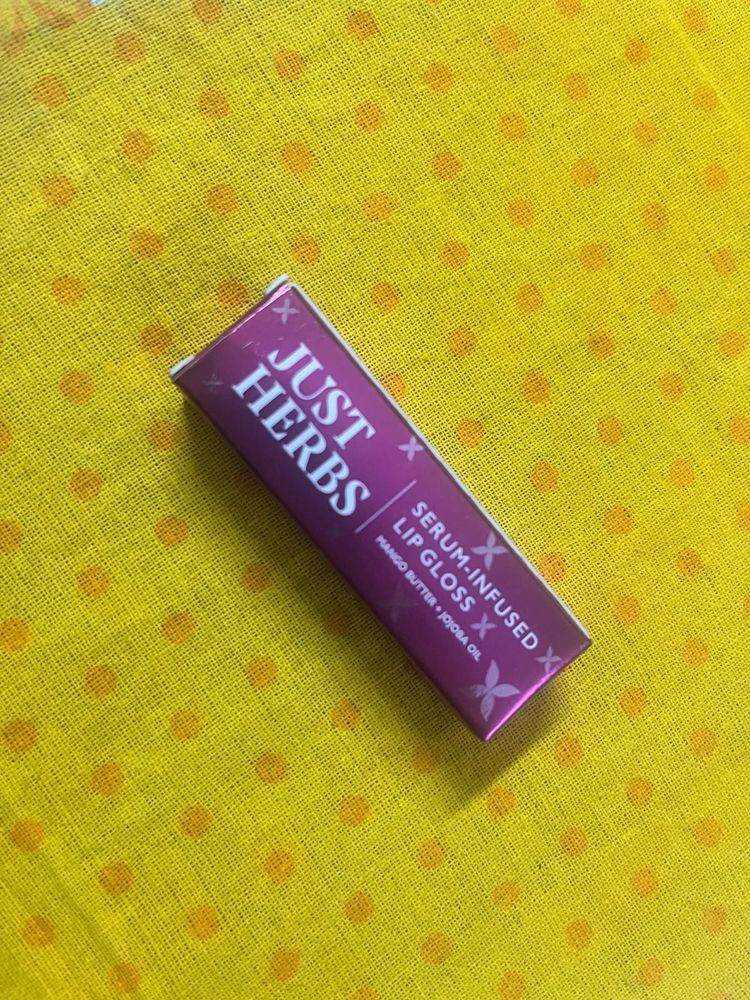 JUST
HERBS
SERUM-INFUSED
LIP GLOSS
MANGO BUTTER + JOJOBA OIL